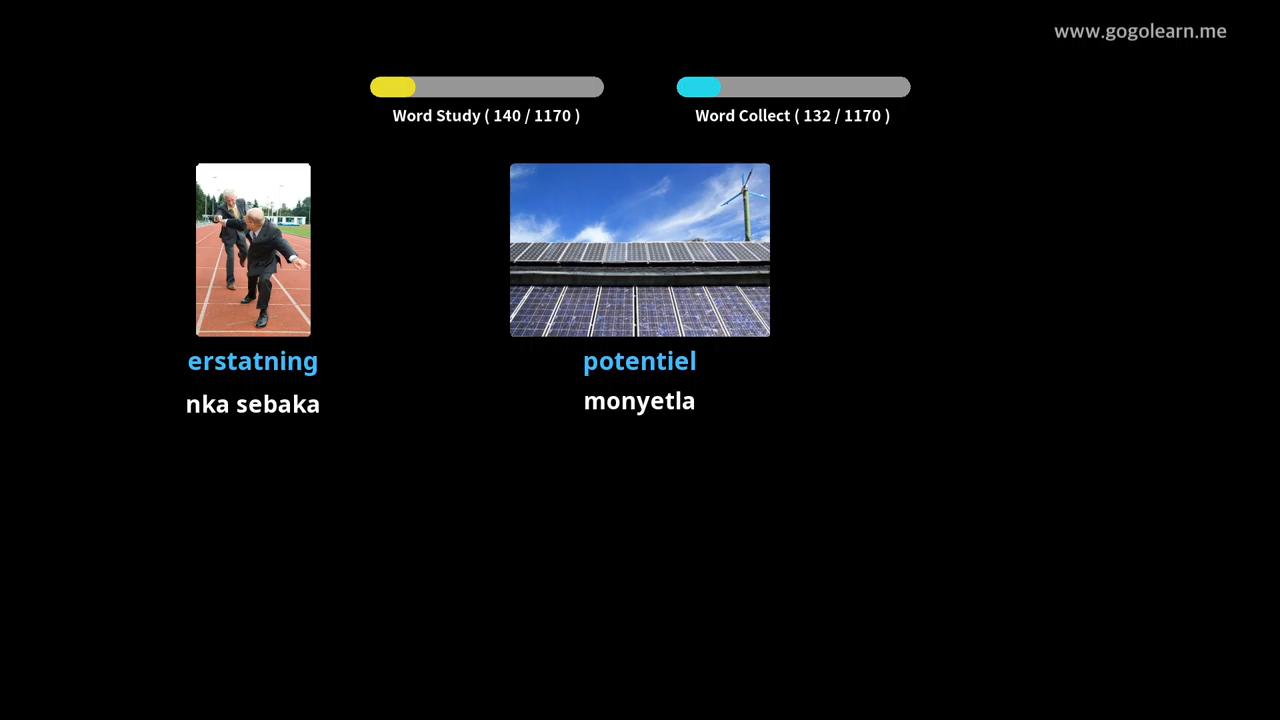 www.gogolearn.me
Word Study ( 140 / 1170 )
Word Collect ( 132 / 1170 )
erstatning
potentiel
nka sebaka
monyetla